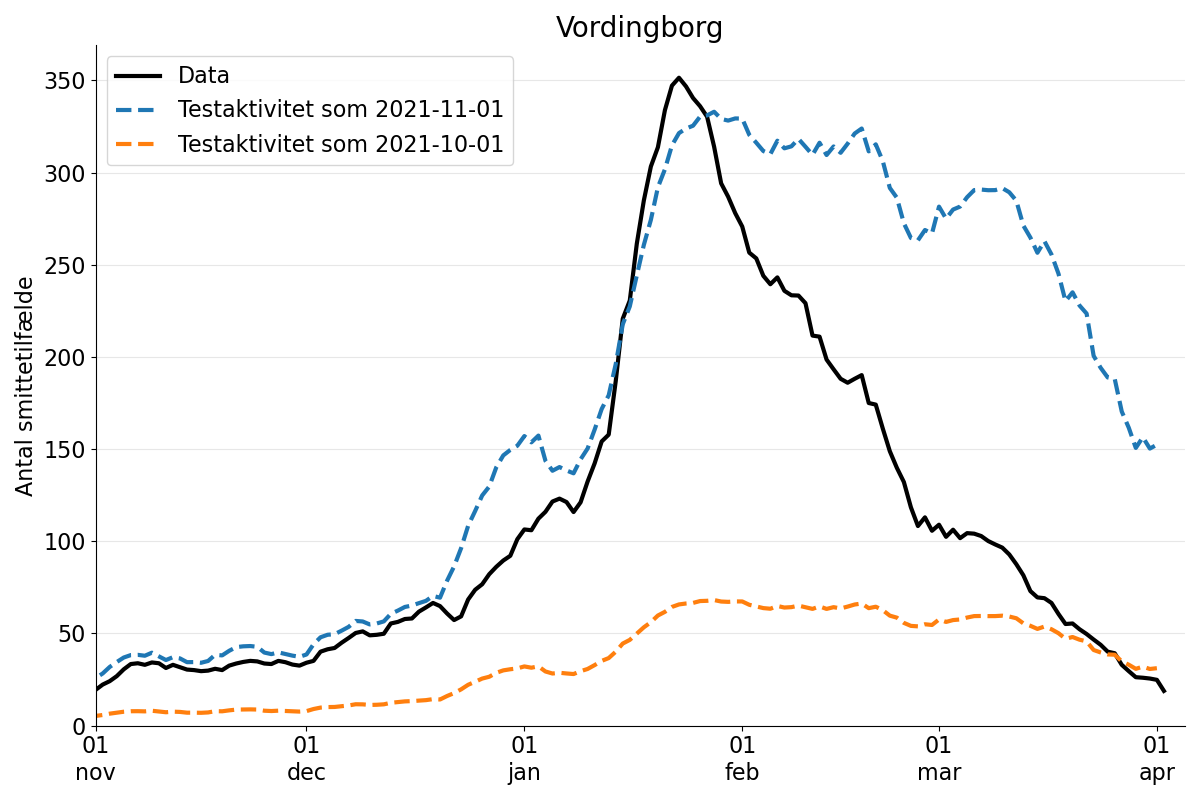 Vordingborg
Data
Testaktivitet som 2021-11-01
Testaktivitet som 2021-10-01
Antal smittetilfælde
350
300
250
200
150
100
50
0
01 01 01 01 01 01
nov dec jan feb mar apr